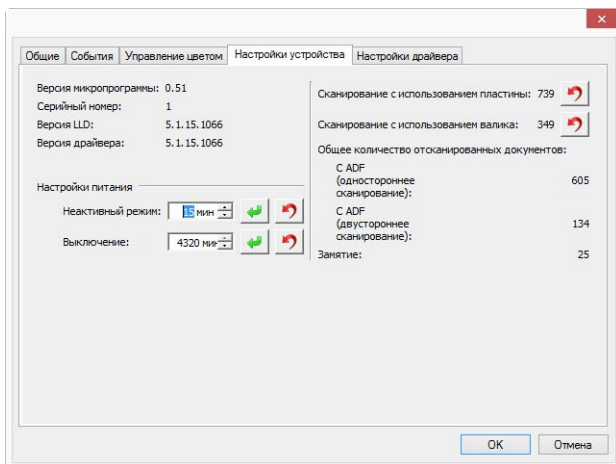 Общие События Управление цветом Настройки устройства Настройки драйвера
Версия микропрограммы: 0.51
Серийный номер: 1
Версия LLD: 5.1.15.1066
Версия драйвера: 5.1.15.1066
Настройки питания
Неактивный режим: 15 мин
Выключение: 4320 мин
Сканирование с использованием пластины: 739
Сканирование с использованием валика: 349
Общее количество отсканированных документов:
С ADF
(одностороннее
сканирование): 605
С ADF
(двустороннее
сканирование): 134
Занятие: 25
OK Отмена